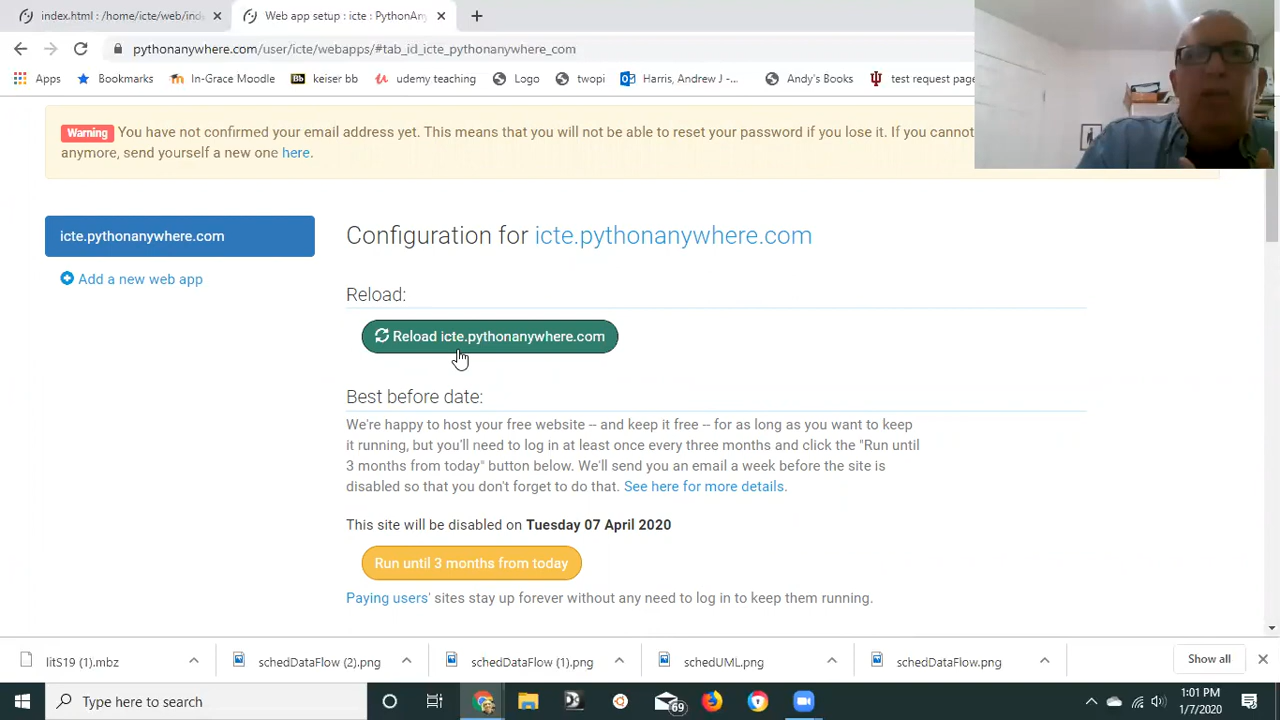 index.html : /home/icte/web/inde
Web app setup : icte : PythonAny
pythonanywhere.com/user/icte/webapps/#tab_id_icte_pythonanywhere_com
Apps
Bookmarks
In-Grace Moodle
Bb keiser bb
udemy teaching
Logo
twopi
Harris, Andrew J -...
Andy's Books
test request page
Warning You have not confirmed your email address yet. This means that you will not be able to reset your password if you lose it. If you cannot
anymore, send yourself a new one here.
icte.pythonanywhere.com
Add a new web app
Configuration for icte.pythonanywhere.com
Reload:
Reload icte.pythonanywhere.com
Best before date:
We're happy to host your free website -- and keep it free -- for as long as you want to keep
it running, but you'll need to log in at least once every three months and click the "Run until
3 months from today" button below. We'll send you an email a week before the site is
disabled so that you don't forget to do that. See here for more details.
This site will be disabled on Tuesday 07 April 2020
Run until 3 months from today
Paying users' sites stay up forever without any need to log in to keep them running.
litS19 (1).mbz
schedDataFlow (2).png
schedDataFlow (1).png
schedUML.png
schedDataFlow.png
Show all
Type here to search
69
1:01 PM
1/7/2020